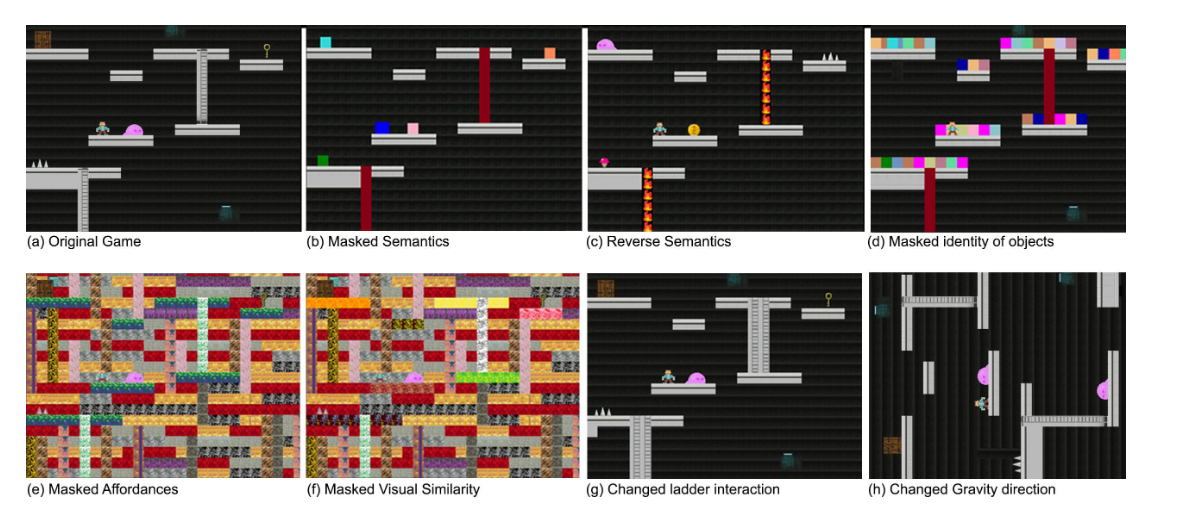 (a) Original Game
(b) Masked Semantics
(c) Reverse Semantics
(d) Masked identity of objects
(e) Masked Affordances
(f) Masked Visual Similarity
(g) Changed ladder interaction
(h) Changed Gravity direction